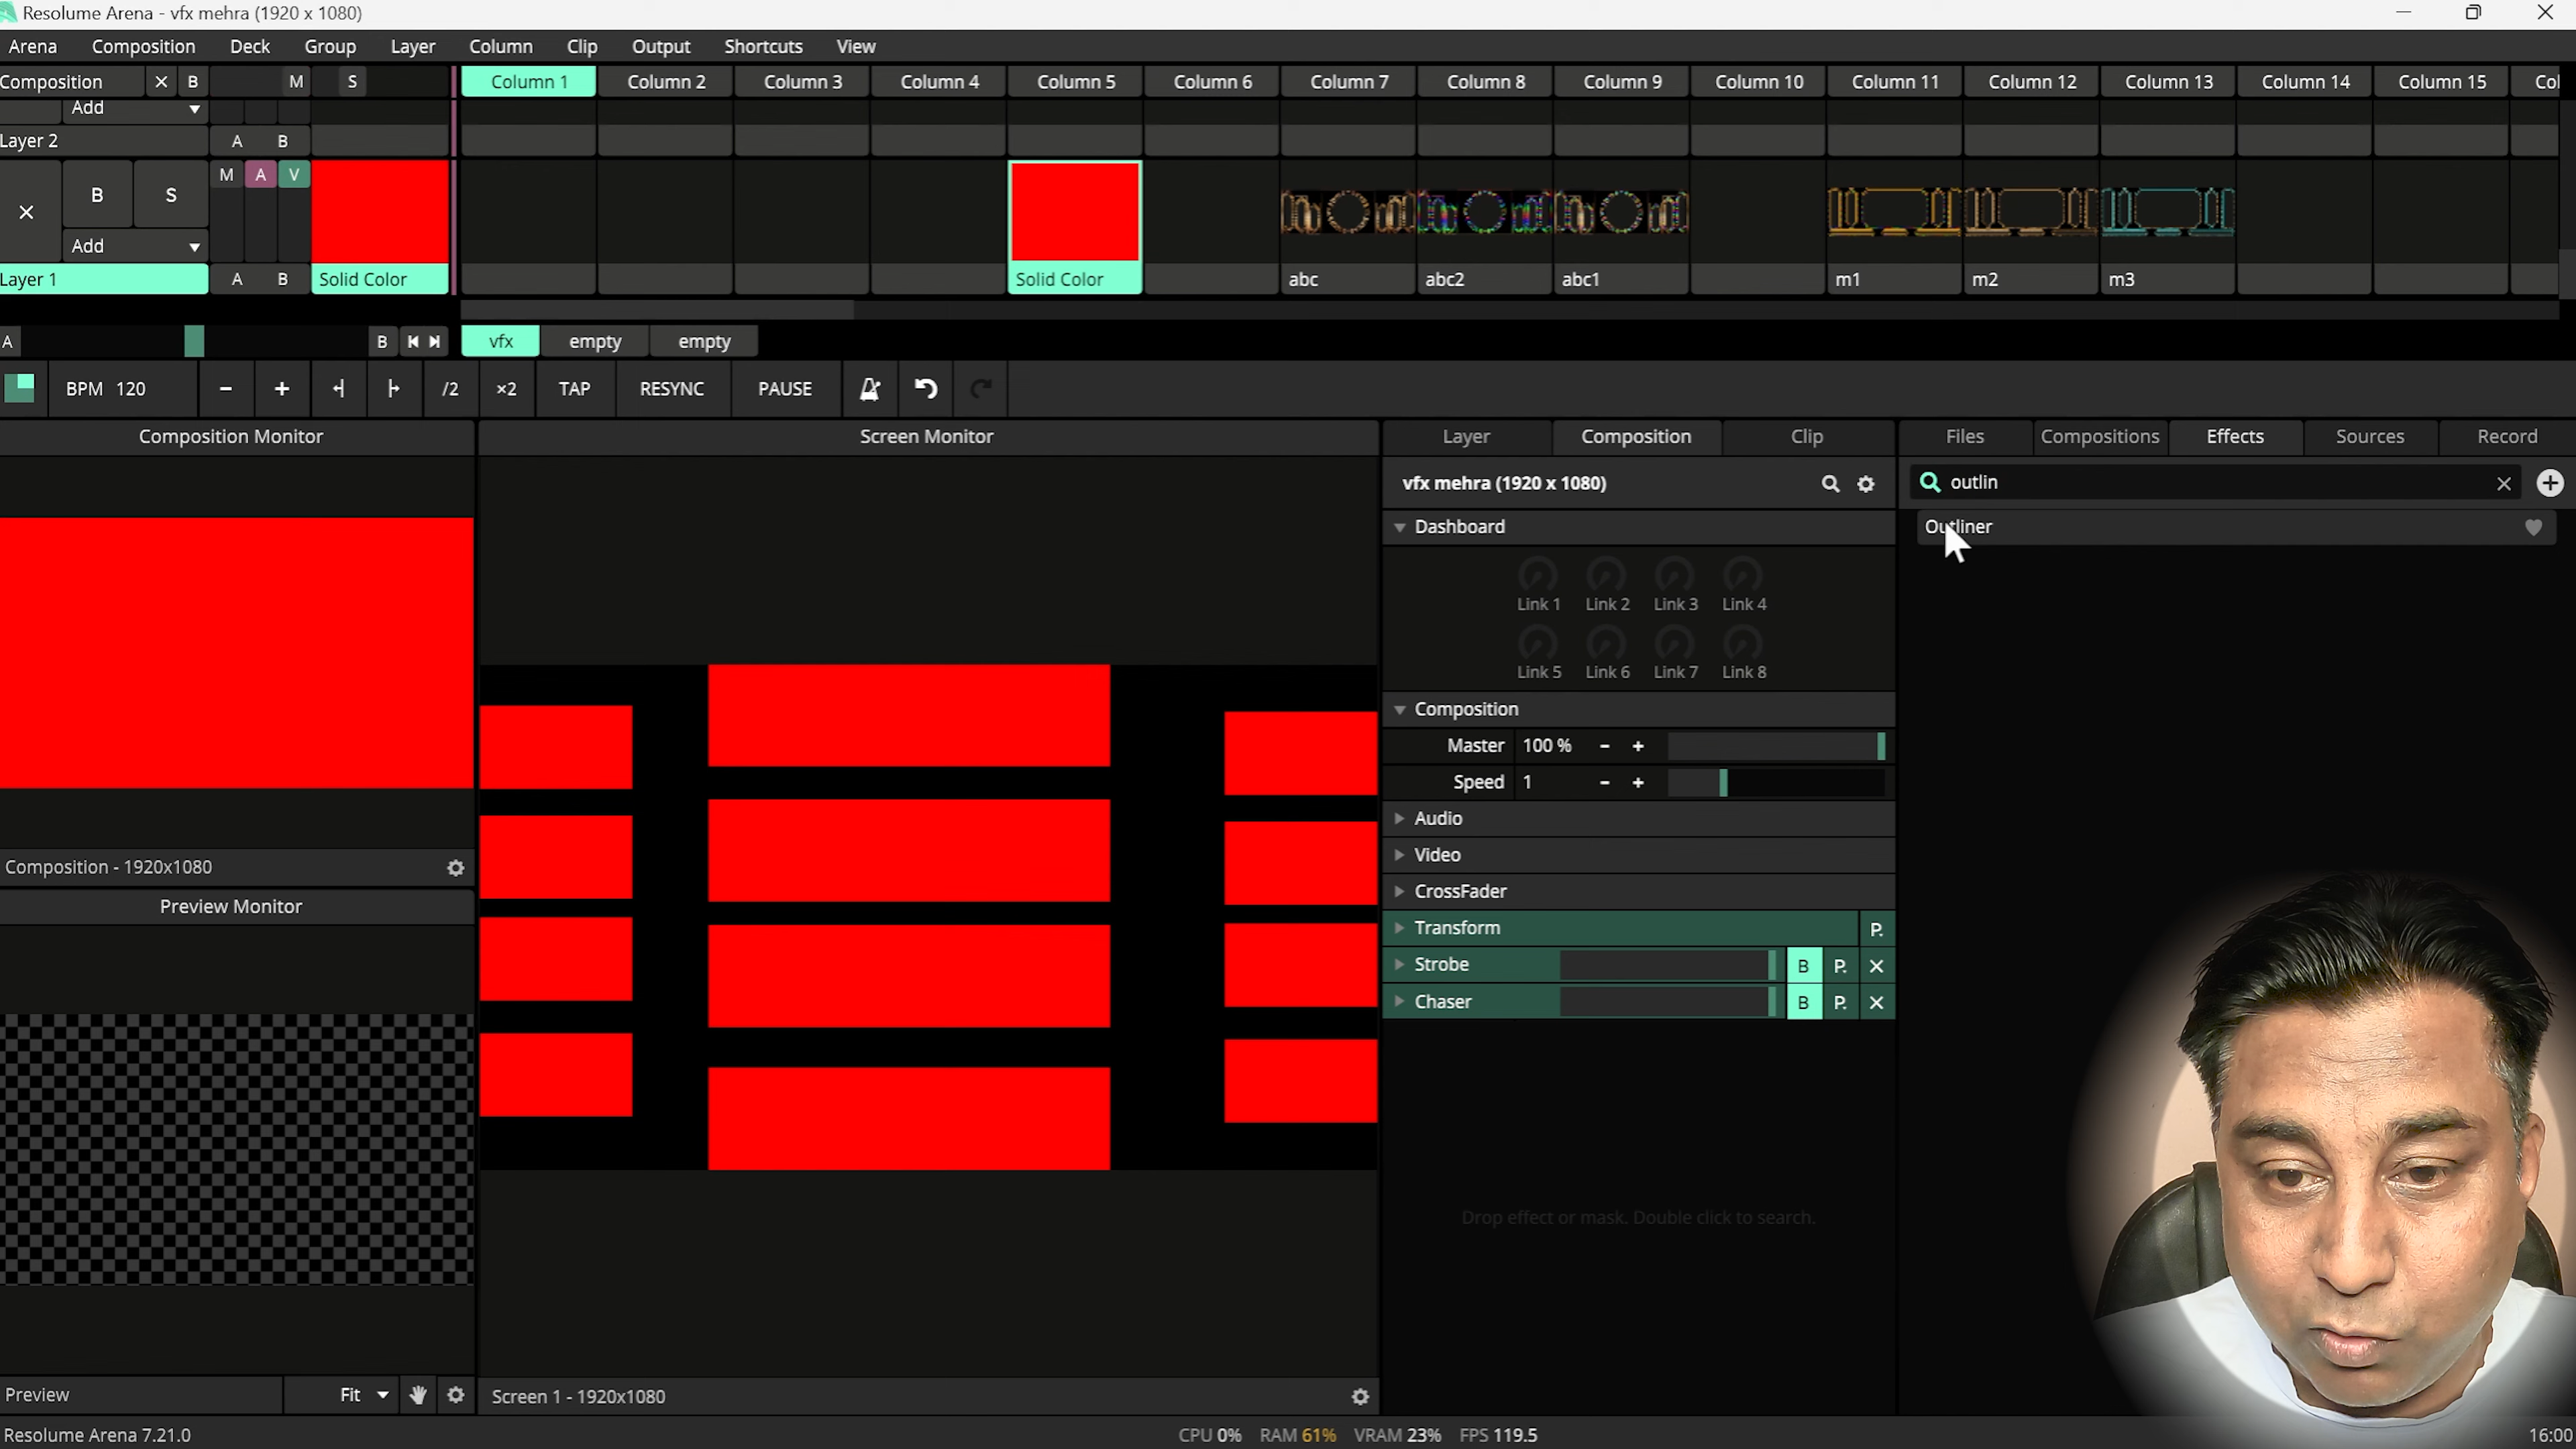 Resolume Arena - vfx mehra (1920 x 1080)
Arena Composition Deck Group Layer Column Clip Output Shortcuts View
Composition B M S Column 1 Column 2 Column 3 Column 4 Column 5 Column 6 Column 7 Column 8 Column 9 Column 10 Column 11 Column 12 Column 13 Column 14 Column 15
Add
Layer 2 A B
M A V
B S
Add
Layer 1 A B Solid Color Solid Color abc abc2 abc1 m1 m2 m3
A B vfx empty empty
BPM 120 - + /2 ×2 TAP RESYNC PAUSE
Composition Monitor Screen Monitor Layer Composition Clip Files Compositions Effects Sources Record
vfx mehra (1920 x 1080) outlin
Dashboard Outliner
Link 1 Link 2 Link 3 Link 4
Link 5 Link 6 Link 7 Link 8
Composition
Master 100 % - +
Speed 1 - +
Audio
Video
Composition - 1920x1080
CrossFader
Preview Monitor
Transform P.
Strobe B P.
Chaser B P.
Drop effect or mask. Double click to search.
Preview Fit Screen 1 - 1920x1080
Resolume Arena 7.21.0 CPU 0% RAM 61% VRAM 23% FPS 119.5 16:00